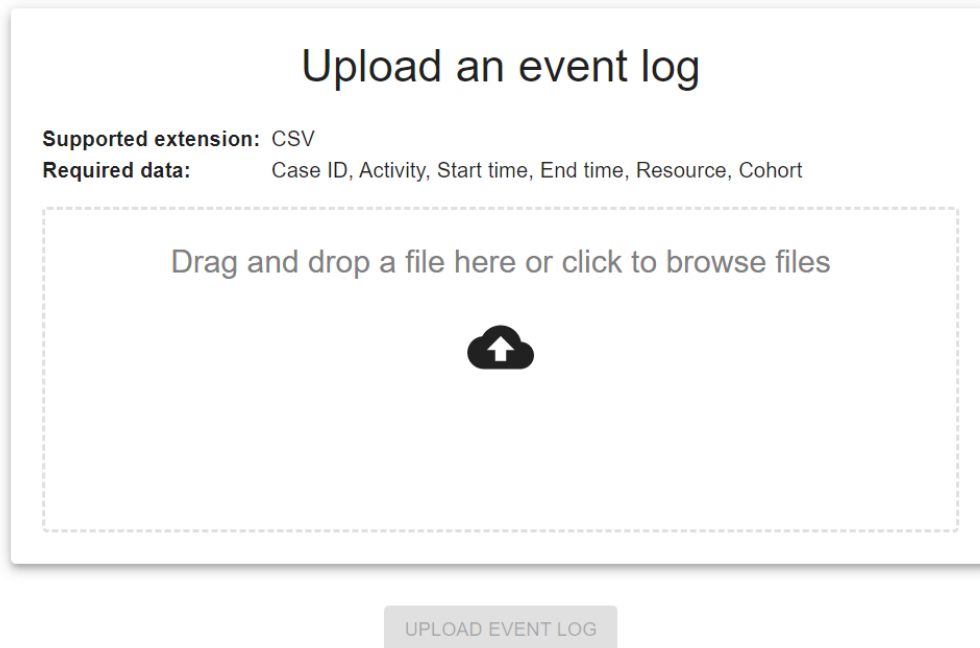 Upload an event log
Supported extension: CSV
Required data: Case ID, Activity, Start time, End time, Resource, Cohort
Drag and drop a file here or click to browse files
UPLOAD EVENT LOG